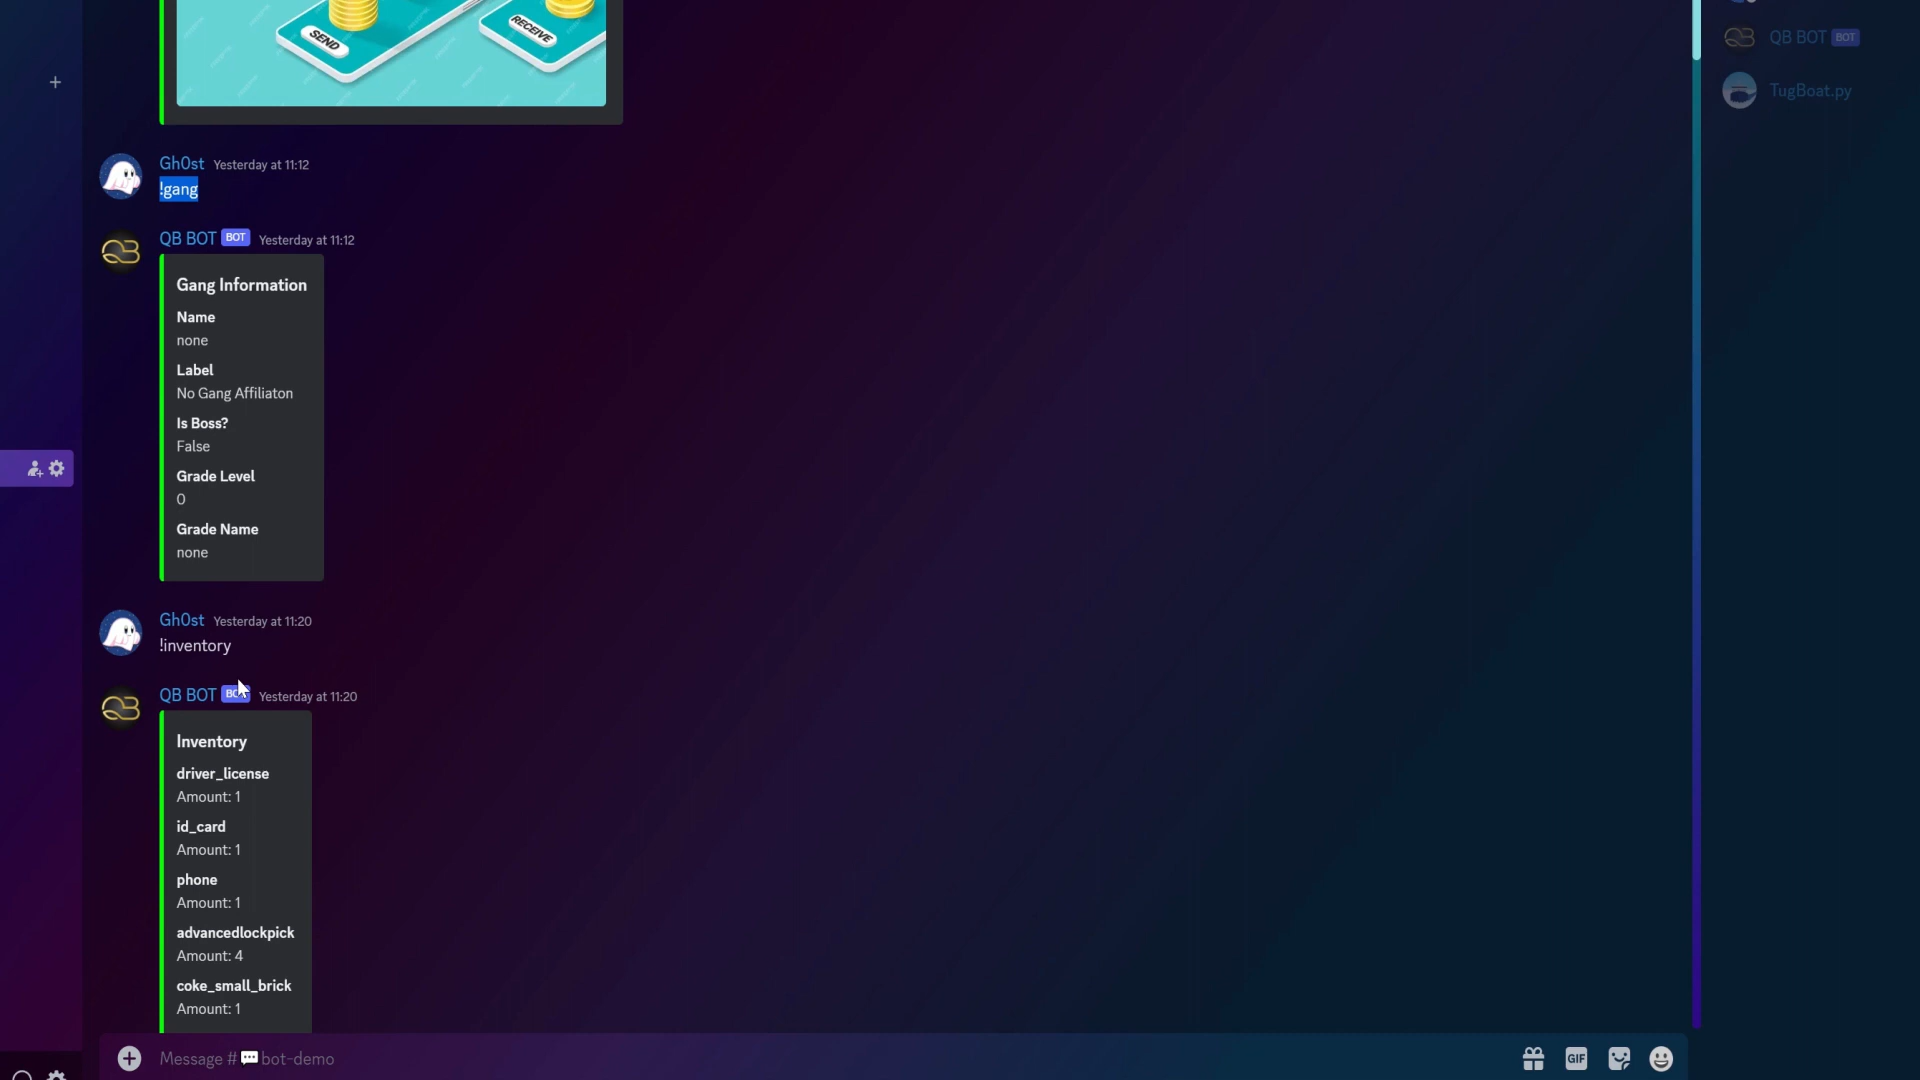 SEND
RECEIVE
QB BOT BOT
TugBoat.py
Gh0st Yesterday at 11:12
!gang
QB BOT BOT Yesterday at 11:12
Gang Information
Name
none
Label
No Gang Affiliaton
Is Boss?
False
Grade Level
0
Grade Name
none
Gh0st Yesterday at 11:20
!inventory
QB BOT BOT Yesterday at 11:20
Inventory
driver_license
Amount: 1
id_card
Amount: 1
phone
Amount: 1
advancedlockpick
Amount: 4
coke_small_brick
Amount: 1
Message #💬bot-demo
GIF